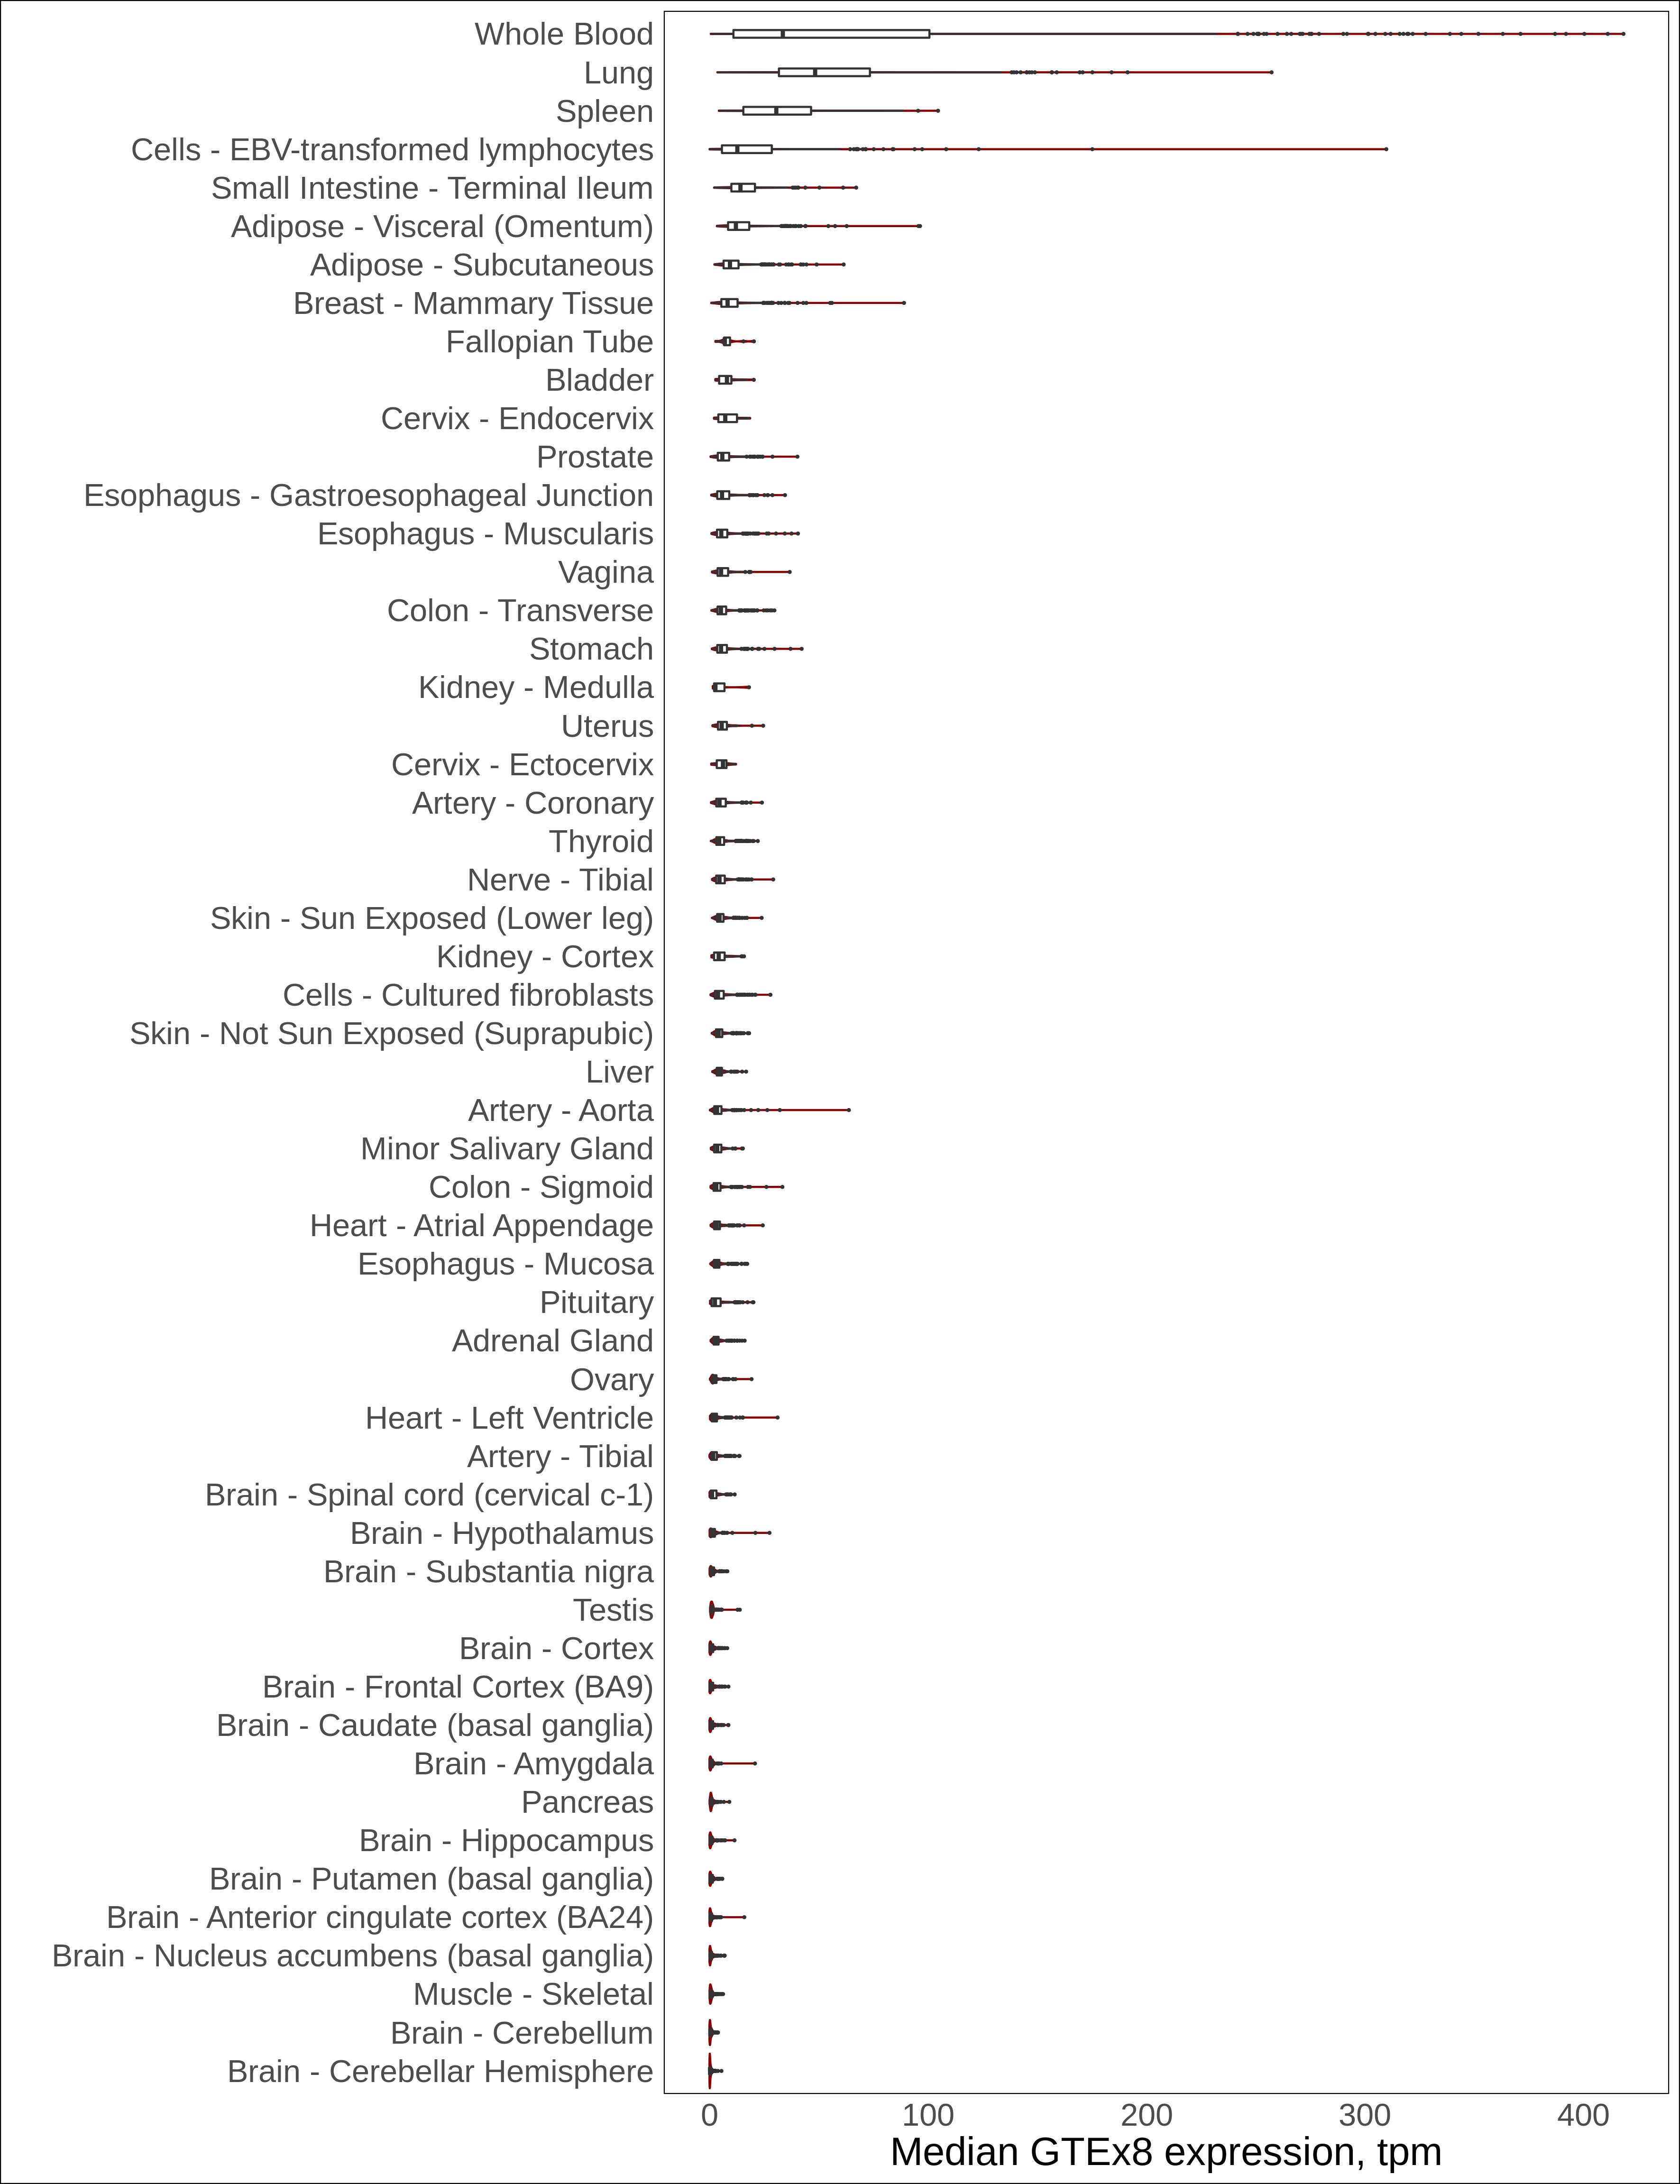 Whole Blood
Lung
Spleen
Cells - EBV-transformed lymphocytes
Small Intestine - Terminal Ileum
Adipose - Visceral (Omentum)
Adipose - Subcutaneous
Breast - Mammary Tissue
Fallopian Tube
Bladder
Cervix - Endocervix
Prostate
Esophagus - Gastroesophageal Junction
Esophagus - Muscularis
Vagina
Colon - Transverse
Stomach
Kidney - Medulla
Uterus
Cervix - Ectocervix
Artery - Coronary
Thyroid
Nerve - Tibial
Skin - Sun Exposed (Lower leg)
Kidney - Cortex
Cells - Cultured fibroblasts
Skin - Not Sun Exposed (Suprapubic)
Liver
Artery - Aorta
Minor Salivary Gland
Colon - Sigmoid
Heart - Atrial Appendage
Esophagus - Mucosa
Pituitary
Adrenal Gland
Ovary
Heart - Left Ventricle
Artery - Tibial
Brain - Spinal cord (cervical c-1)
Brain - Hypothalamus
Brain - Substantia nigra
Testis
Brain - Cortex
Brain - Frontal Cortex (BA9)
Brain - Caudate (basal ganglia)
Brain - Amygdala
Pancreas
Brain - Hippocampus
Brain - Putamen (basal ganglia)
Brain - Anterior cingulate cortex (BA24)
Brain - Nucleus accumbens (basal ganglia)
Muscle - Skeletal
Brain - Cerebellum
Brain - Cerebellar Hemisphere
0 100 200 300 400
Median GTEx8 expression, tpm